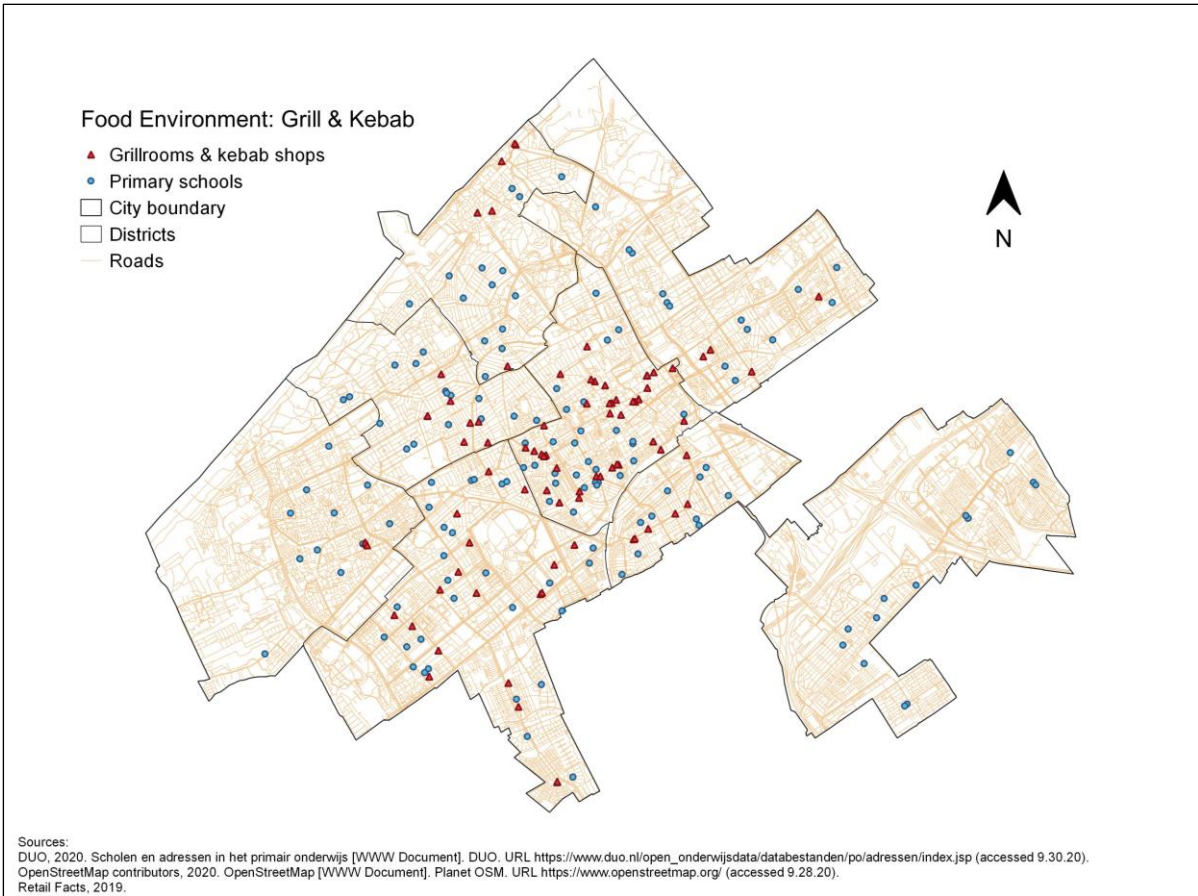 Food Environment: Grill & Kebab
Grillrooms & kebab shops
Primary schools
City boundary
Districts
Roads
N
Sources:
DUO, 2020. Scholen en adressen in het primair onderwijs [WWW Document]. DUO. URL https://www.duo.nl/open_onderwijsdata/databestanden/po/adressen/index.jsp (accessed 9.30.20).
OpenStreetMap contributors, 2020. OpenStreetMap [WWW Document]. Planet OSM. URL https://www.openstreetmap.org/ (accessed 9.28.20).
Retail Facts, 2019.